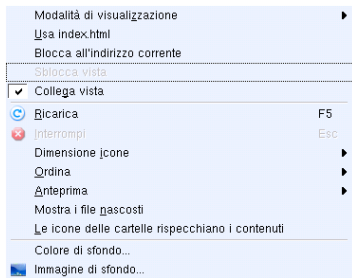 Modalità di visualizzazione
Usa index.html
Blocca all'indirizzo corrente
Sblocca vista
Collega vista
Ricarica F5
Interrompi Esc
Dimensione icone
Ordina
Anteprima
Mostra i file nascosti
Le icone delle cartelle rispecchiano i contenuti
Colore di sfondo...
Immagine di sfondo...